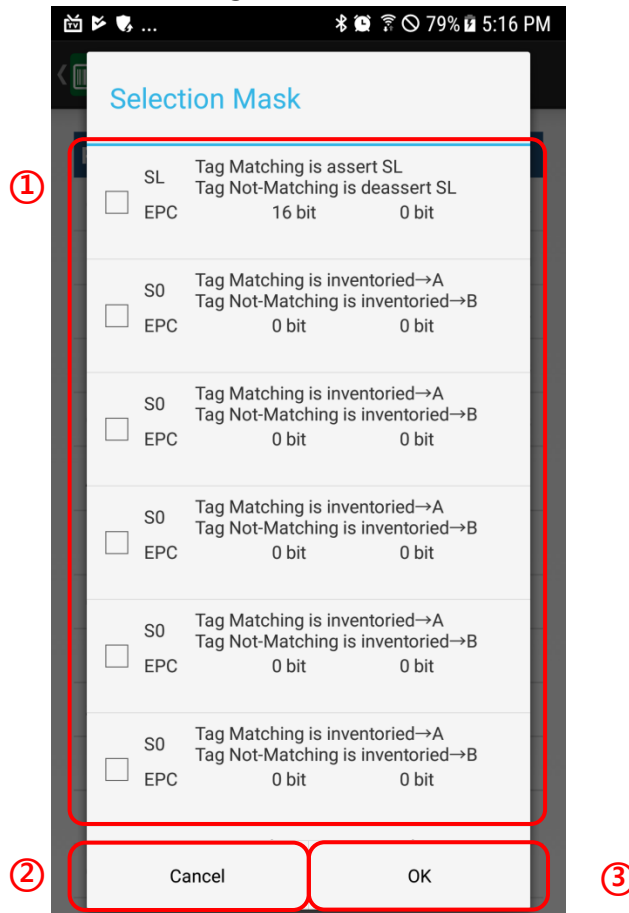 ... 79% 5:16 PM
Selection Mask
①
SL Tag Matching is assert SL
Tag Not-Matching is deassert SL
EPC 16 bit 0 bit
S0 Tag Matching is inventoried→A
Tag Not-Matching is inventoried→B
EPC 0 bit 0 bit
S0 Tag Matching is inventoried→A
Tag Not-Matching is inventoried→B
EPC 0 bit 0 bit
S0 Tag Matching is inventoried→A
Tag Not-Matching is inventoried→B
EPC 0 bit 0 bit
S0 Tag Matching is inventoried→A
Tag Not-Matching is inventoried→B
EPC 0 bit 0 bit
S0 Tag Matching is inventoried→A
Tag Not-Matching is inventoried→B
EPC 0 bit 0 bit
② Cancel OK ③